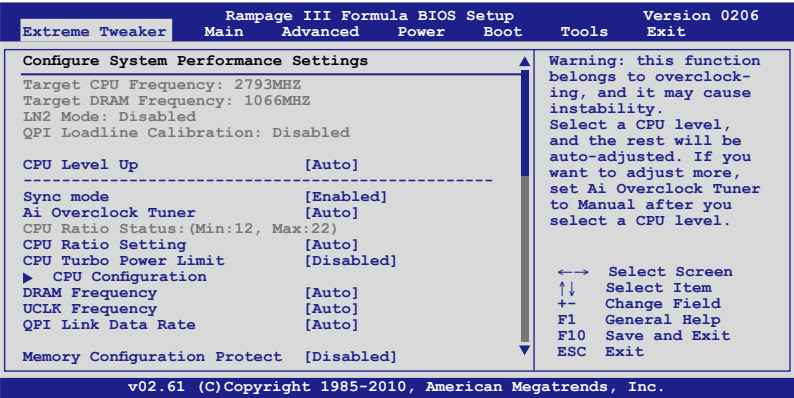 Rampage III Formula BIOS Setup Version 0206
Extreme Tweaker Main Advanced Power Boot Tools Exit
Configure System Performance Settings
Target CPU Frequency: 2793MHZ
Target DRAM Frequency: 1066MHZ
LN2 Mode: Disabled
QPI Loadline Calibration: Disabled
CPU Level Up [Auto]
------------------------------------------------------
Sync mode [Enabled]
Ai Overclock Tuner [Auto]
CPU Ratio Status:(Min:12, Max:22)
CPU Ratio Setting [Auto]
CPU Turbo Power Limit [Disabled]
▶ CPU Configuration
DRAM Frequency [Auto]
UCLK Frequency [Auto]
QPI Link Data Rate [Auto]
Memory Configuration Protect [Disabled]
Warning: this function
belongs to overclock-
ing, and it may cause
instability.
Select a CPU level,
and the rest will be
auto-adjusted. If you
want to adjust more,
set Ai Overclock Tuner
to Manual after you
select a CPU level.
←→ Select Screen
↑↓ Select Item
+- Change Field
F1 General Help
F10 Save and Exit
ESC Exit
v02.61 (C)Copyright 1985-2010, American Megatrends, Inc.